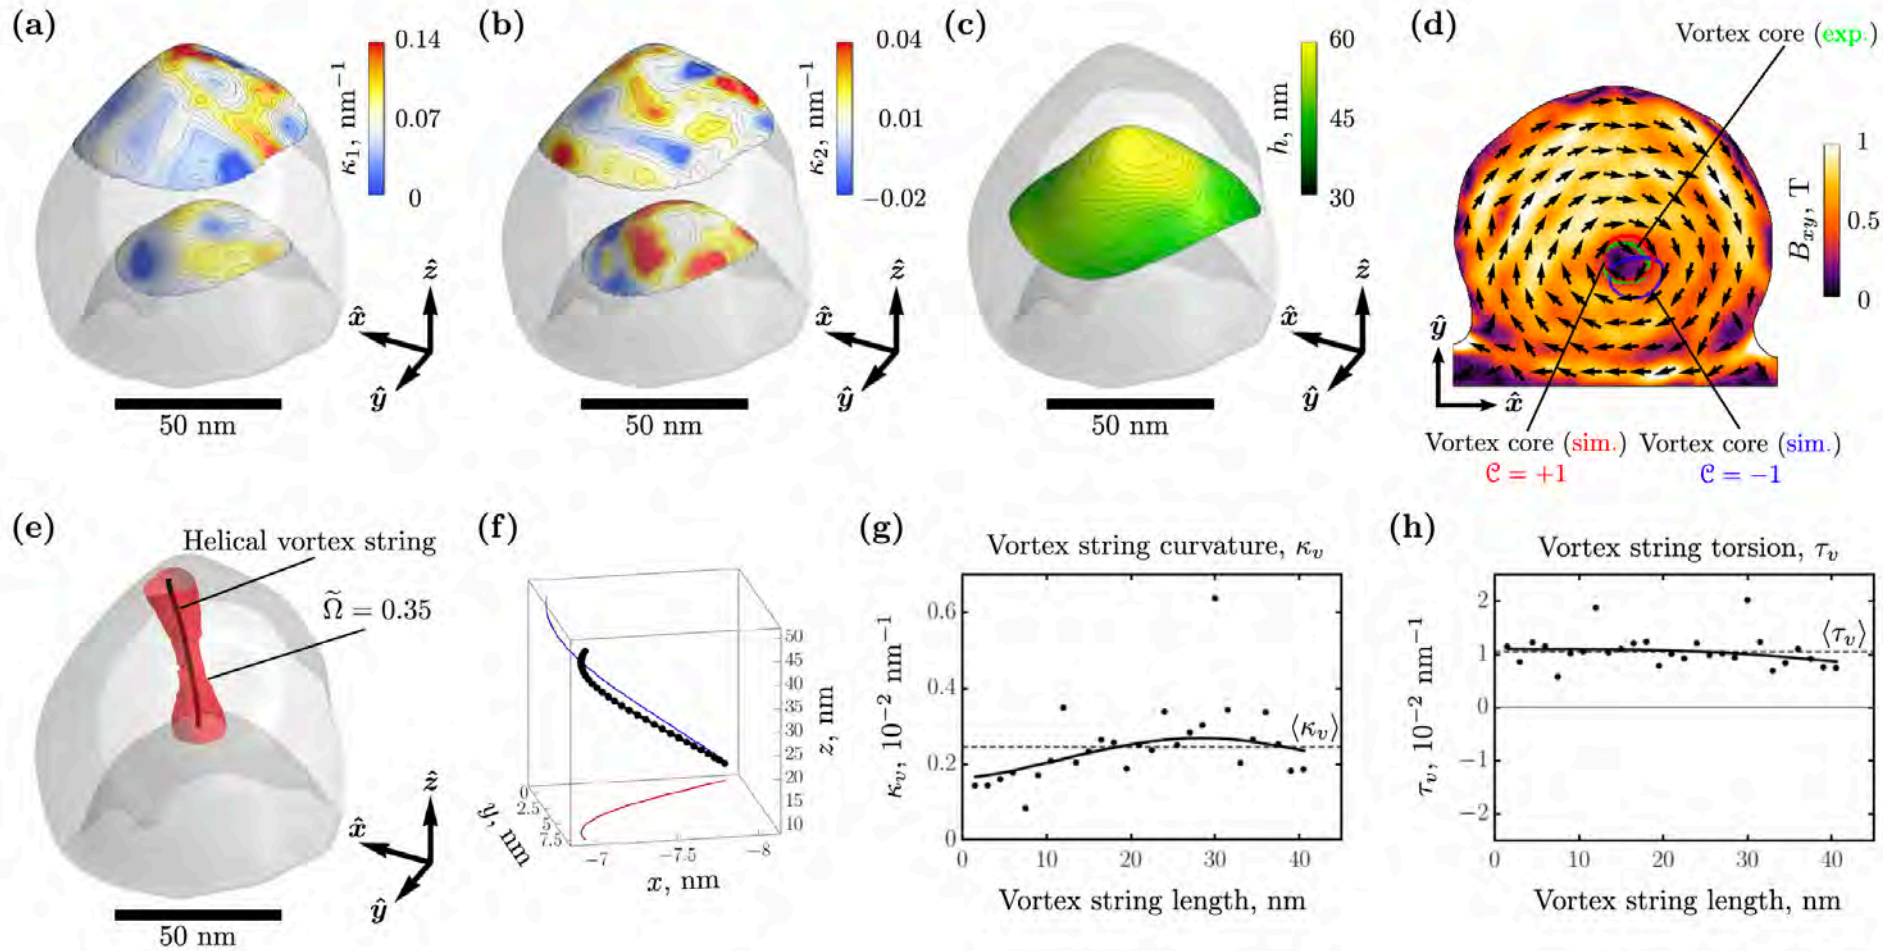 (a)
0.14
0.07
0
κ₁, nm⁻¹
x̂
ẑ
ŷ
50 nm
(b)
0.04
0.01
−0.02
κ₂, nm⁻¹
x̂
ẑ
ŷ
50 nm
(c)
60
45
30
h, nm
x̂
ẑ
ŷ
50 nm
(d)
Vortex core (exp.)
1
0.5
0
B_xy, T
ŷ
x̂
Vortex core (sim.)
C = +1
Vortex core (sim.)
C = −1
(e)
Helical vortex string
Ω̃ = 0.35
x̂
ẑ
ŷ
50 nm
(f)
50
45
40
35
30
25
20
15
10
z, nm
0
2.5
5
7.5
y, nm
−7
−7.5
−8
x, nm
(g)
Vortex string curvature, κᵥ
0.6
0.4
0.2
0
κᵥ, 10⁻² nm⁻¹
⟨κᵥ⟩
0 10 20 30 40
Vortex string length, nm
(h)
Vortex string torsion, τᵥ
2
1
0
−1
−2
τᵥ, 10⁻² nm⁻¹
⟨τᵥ⟩
0 10 20 30 40
Vortex string length, nm